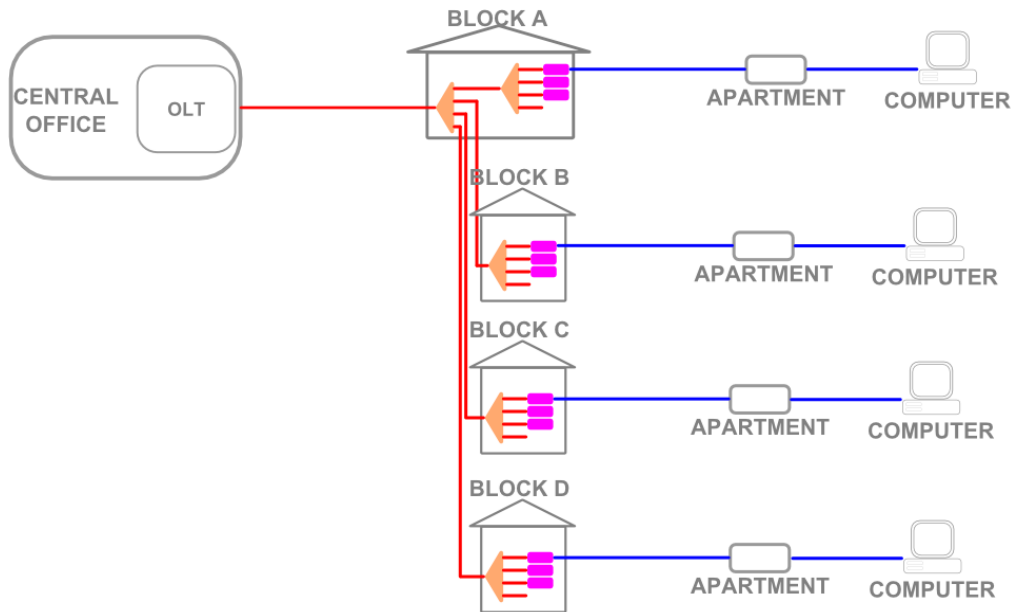 BLOCK A
CENTRAL
OFFICE
OLT
APARTMENT
COMPUTER
BLOCK B
APARTMENT
COMPUTER
BLOCK C
APARTMENT
COMPUTER
BLOCK D
APARTMENT
COMPUTER